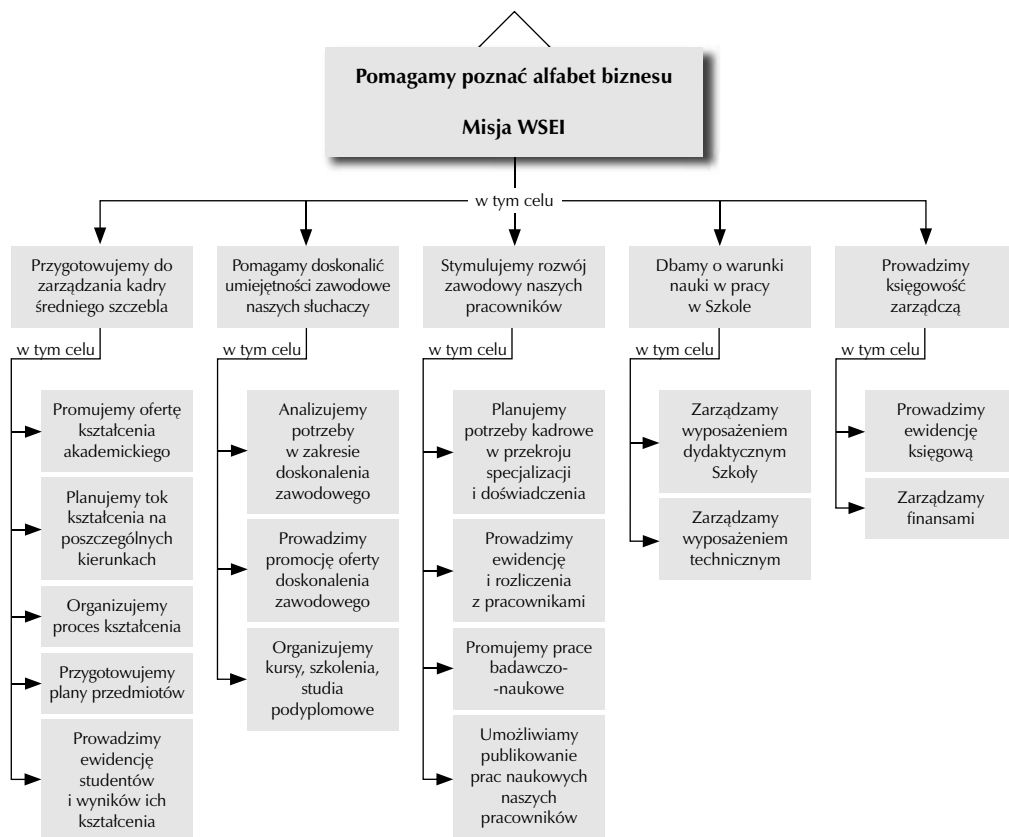 Pomagamy poznać alfabet biznesu
Misja WSEI
w tym celu
Przygotowujemy do
zarządzania kadry
średniego szczebla
w tym celu
Promujemy ofertę
kształcenia
akademickiego
Planujemy tok
kształcenia na
poszczególnych
kierunkach
Organizujemy
proces kształcenia
Przygotowujemy
plany przedmiotów
Prowadzimy
ewidencję
studentów
i wyników ich
kształcenia
Pomagamy doskonalić
umiejętności zawodowe
naszych słuchaczy
w tym celu
Analizujemy
potrzeby
w zakresie
doskonalenia
zawodowego
Prowadzimy
promocję oferty
doskonalenia
zawodowego
Organizujemy
kursy, szkolenia,
studia
podyplomowe
Stymulujemy rozwój
zawodowy naszych
pracowników
w tym celu
Planujemy
potrzeby kadrowe
w przekroju
specjalizacji
i doświadczenia
Prowadzimy
ewidencję
i rozliczenia
z pracownikami
Promujemy prace
badawczo-
-naukowe
Umożliwiamy
publikowanie
prac naukowych
naszych
pracowników
Dbamy o warunki
nauki w pracy
w Szkole
w tym celu
Zarządzamy
wyposażeniem
dydaktycznym
Szkoły
Zarządzamy
wyposażeniem
technicznym
Prowadzimy
księgowość
zarządczą
w tym celu
Prowadzimy
ewidencję
księgową
Zarządzamy
finansami